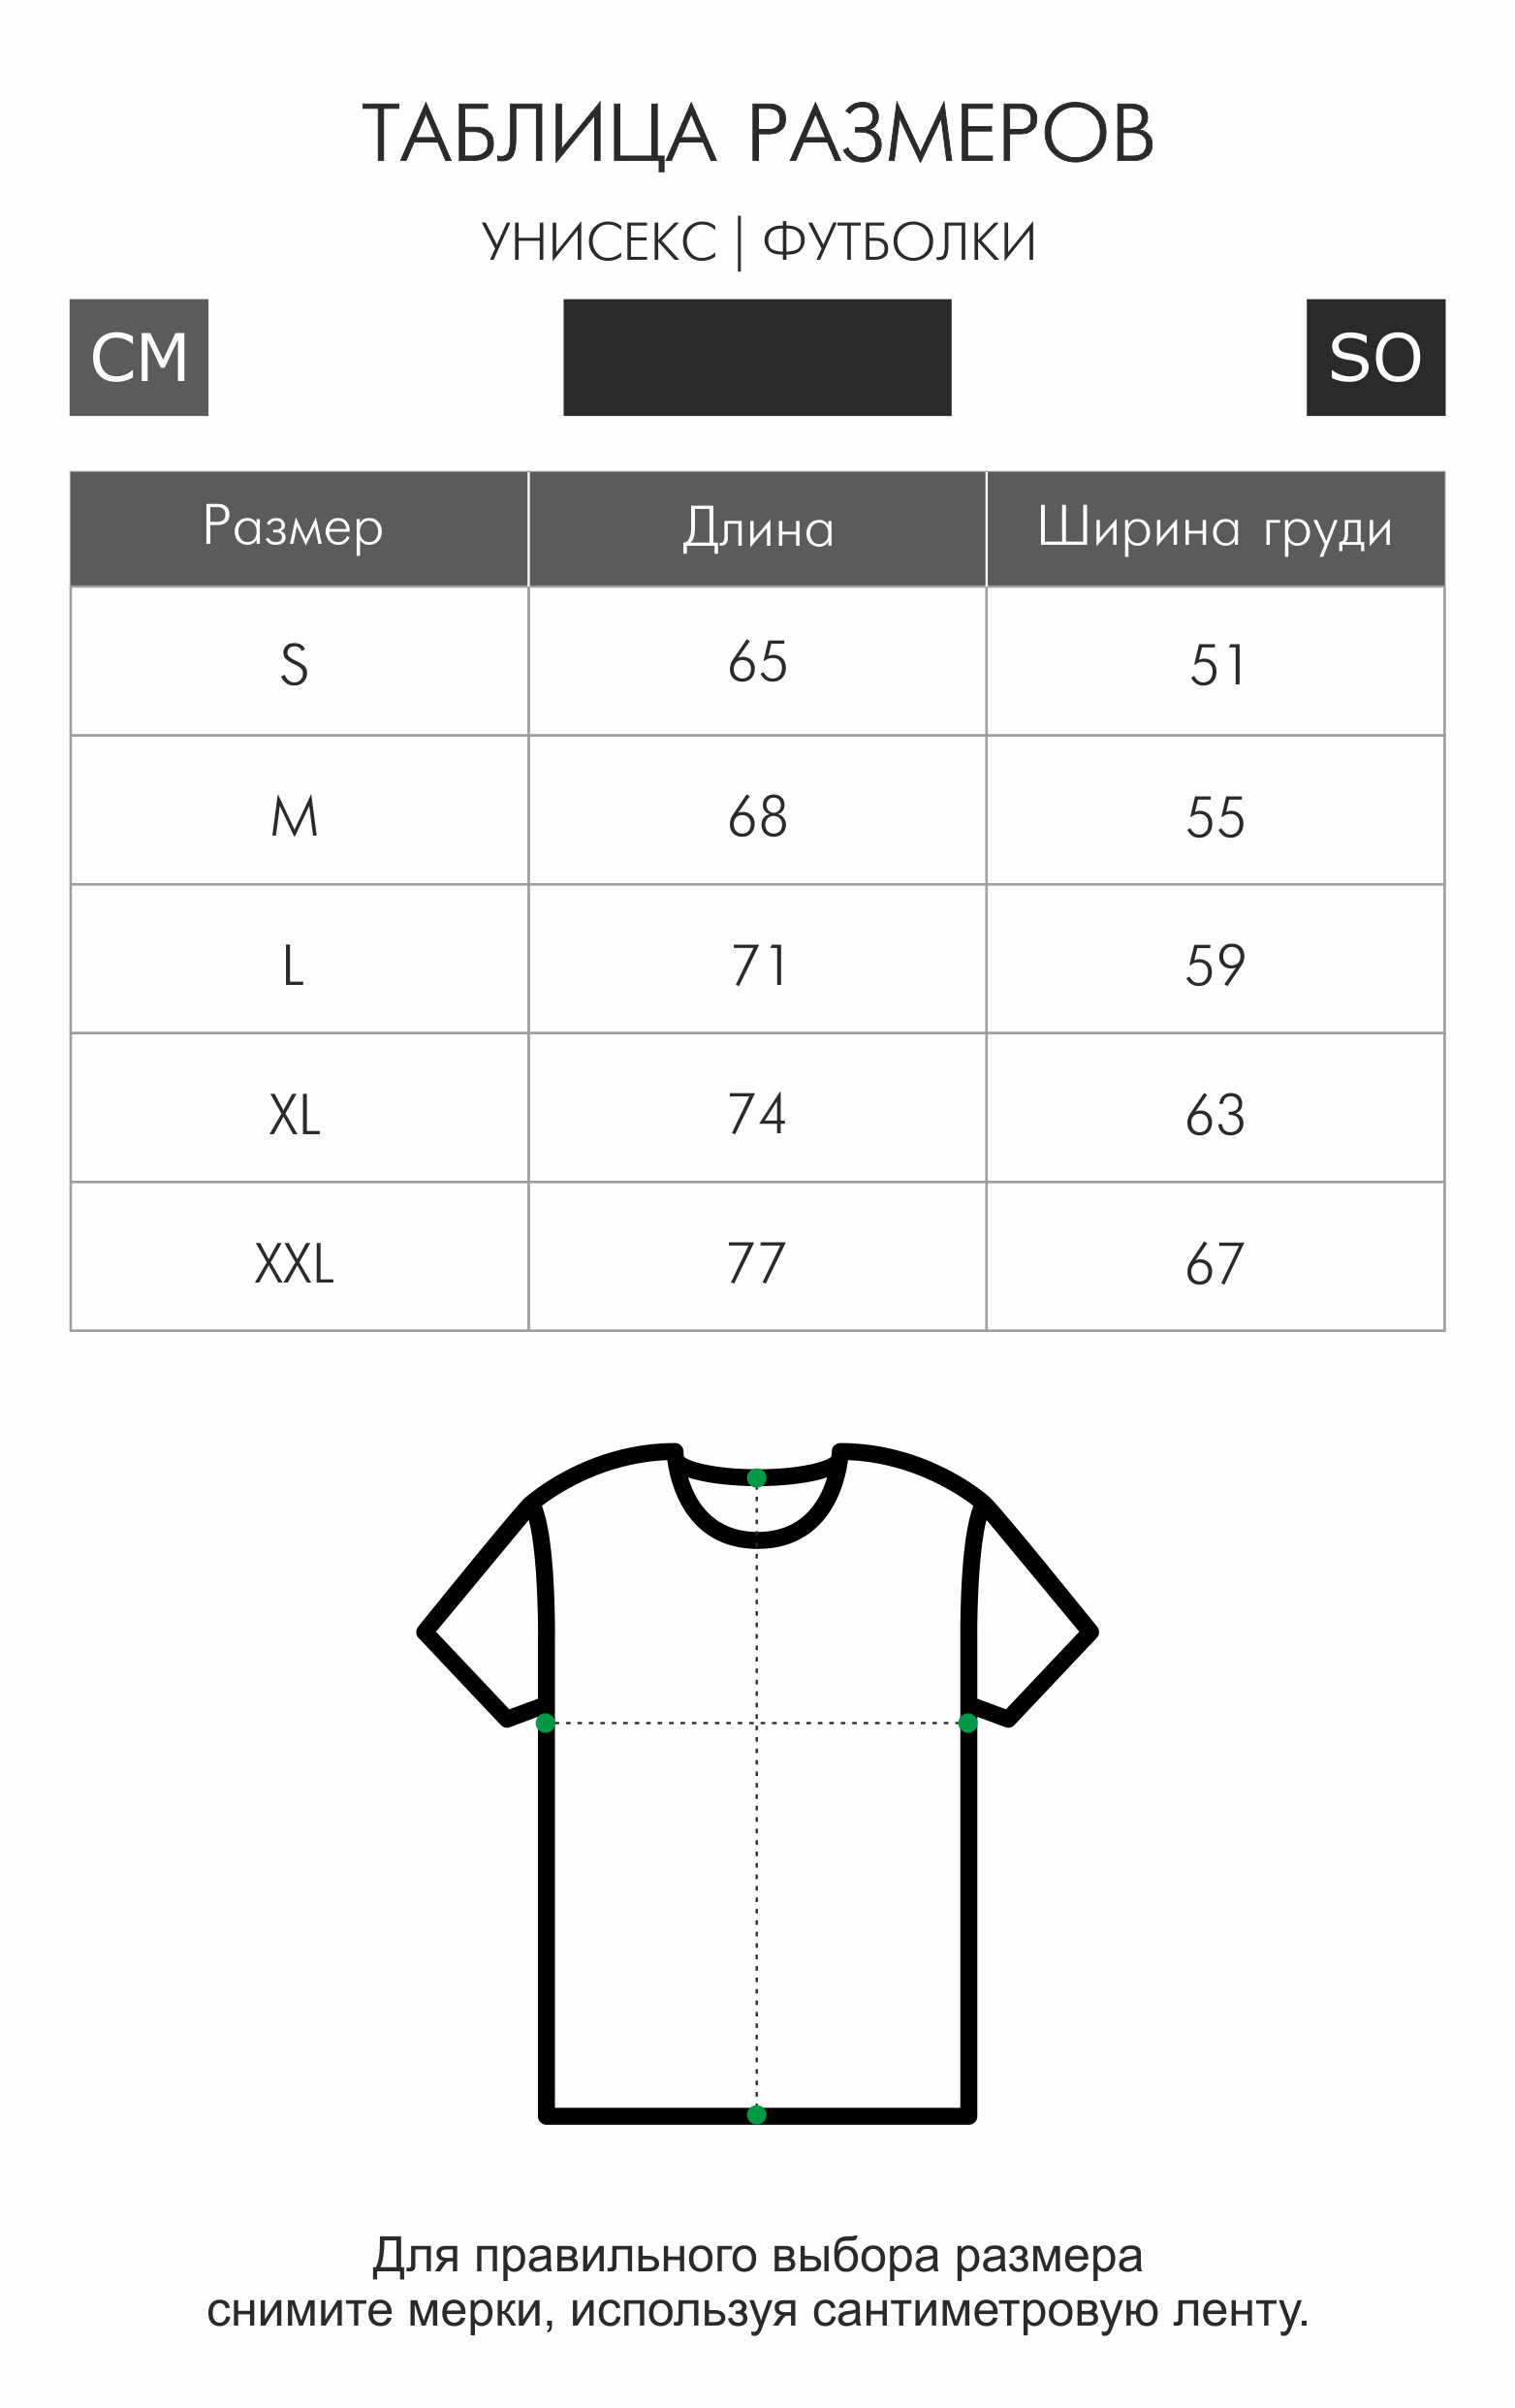 ТАБЛИЦА РАЗМЕРОВ
УНИСЕКС | ФУТБОЛКИ
СМ SO
Размер Длина Ширина груди
S 65 51
M 68 55
L 71 59
XL 74 63
XXL 77 67
Для правильного выбора размера
снимите мерки, используя сантиметровую ленту.